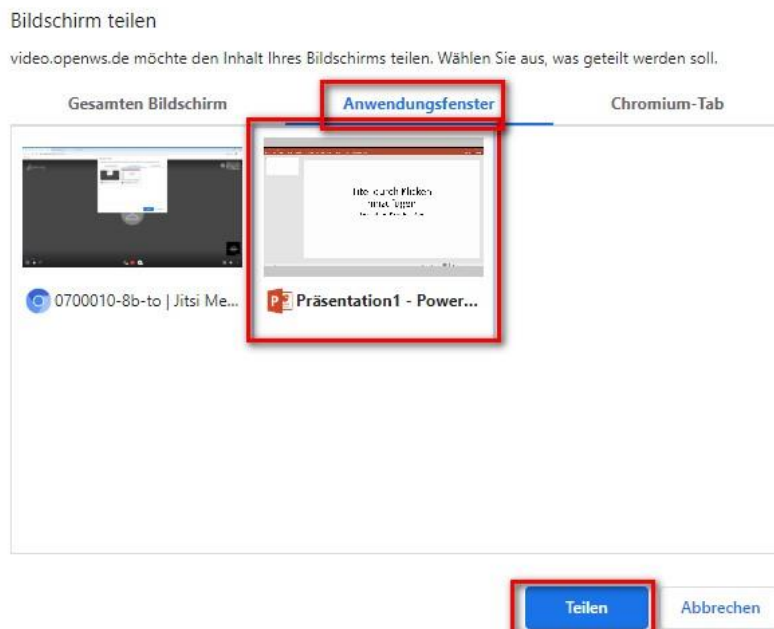 Bildschirm teilen
video.openws.de möchte den Inhalt Ihres Bildschirms teilen. Wählen Sie aus, was geteilt werden soll.
Gesamten Bildschirm
Anwendungsfenster
Chromium-Tab
0700010-8b-to | Jitsi Me...
Präsentation1 - Power...
Teilen
Abbrechen